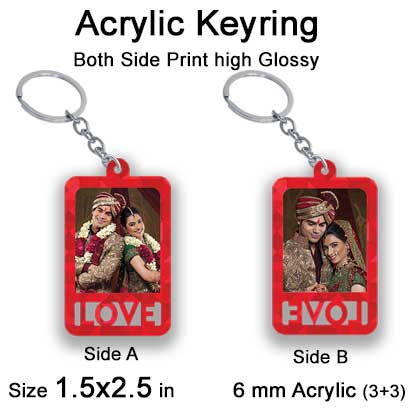 Acrylic Keyring
Both Side Print high Glossy
LOVE
LOVE
Side A
Side B
Size 1.5x2.5 in
6 mm Acrylic (3+3)